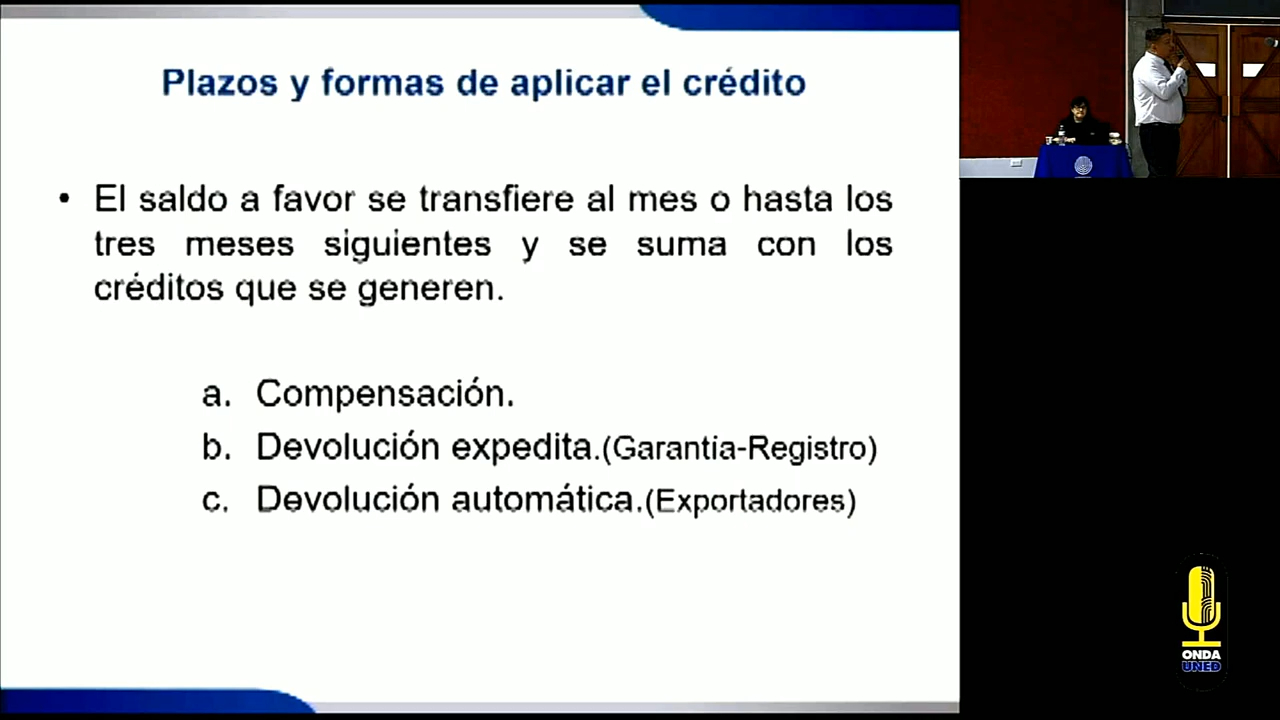 Plazos y formas de aplicar el crédito
• El saldo a favor se transfiere al mes o hasta los
tres meses siguientes y se suma con los
créditos que se generen.
a. Compensación.
b. Devolución expedita.(Garantía-Registro)
c. Devolución automática.(Exportadores)
ONDA
UNED